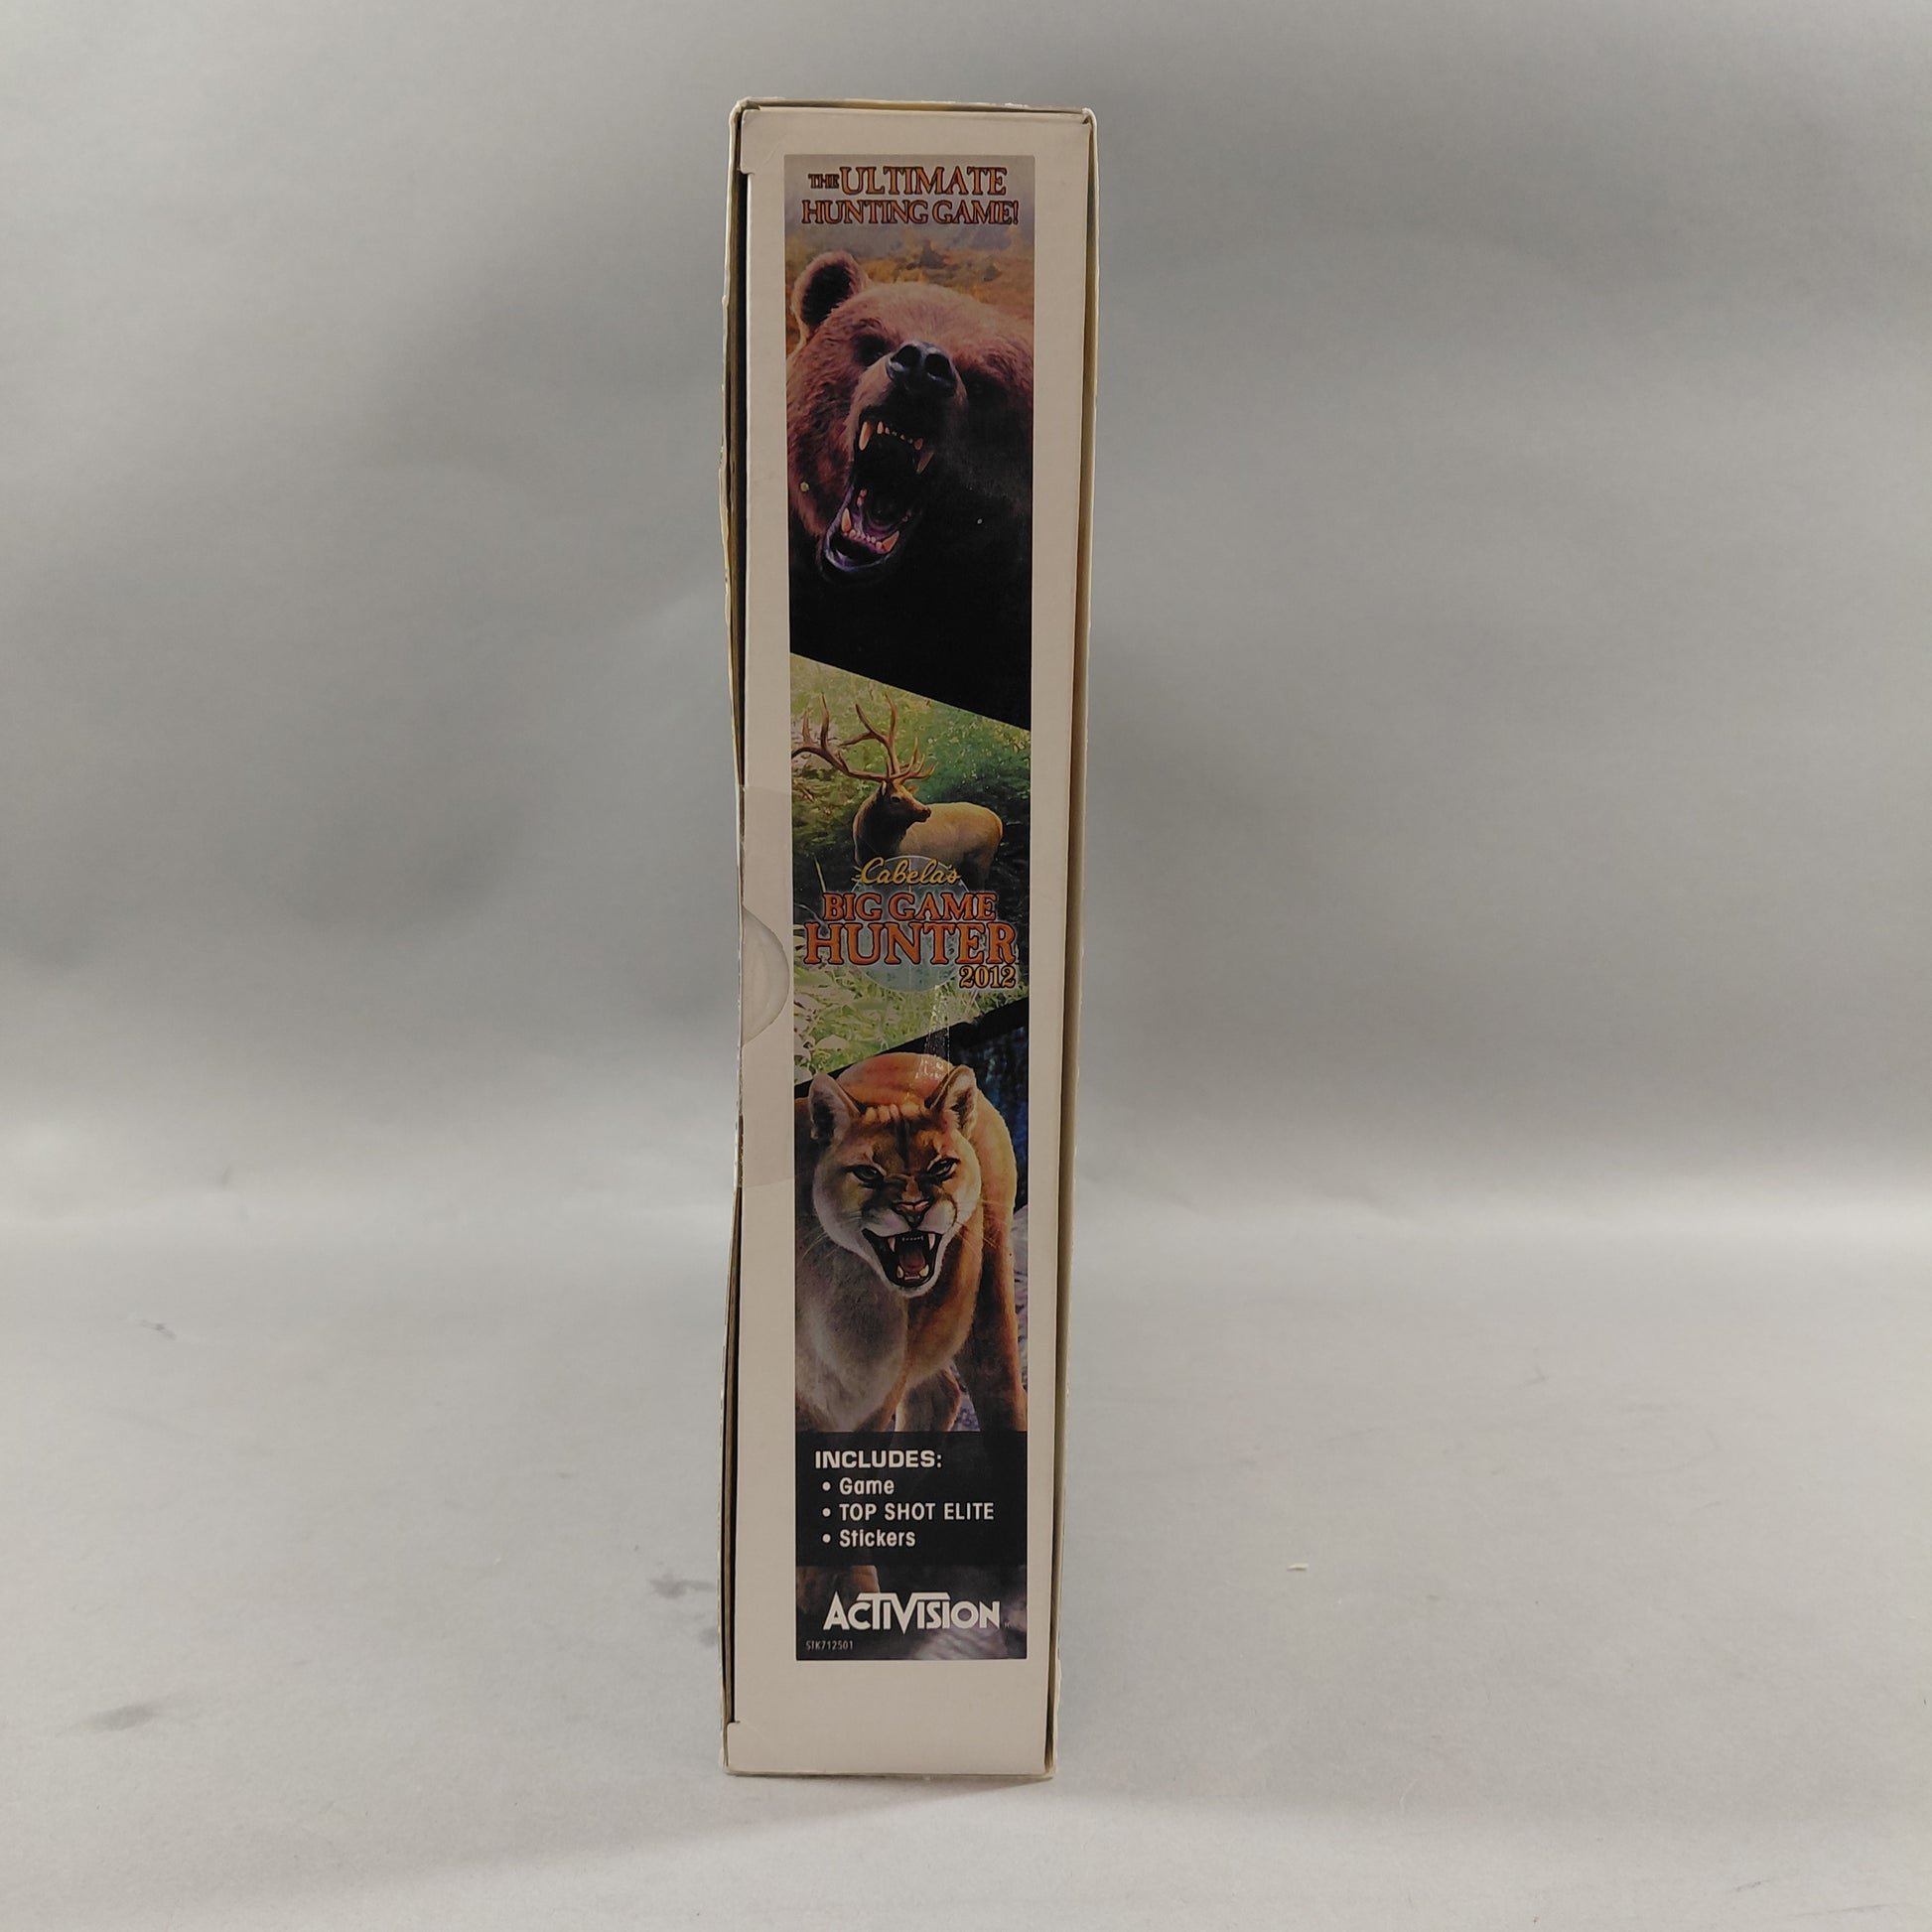 THE ULTIMATE
HUNTING GAME!
Cabela's
BIG GAME
HUNTER
2012
INCLUDES:
• Game
• TOP SHOT ELITE
• Stickers
ACTIVISION
STK712501